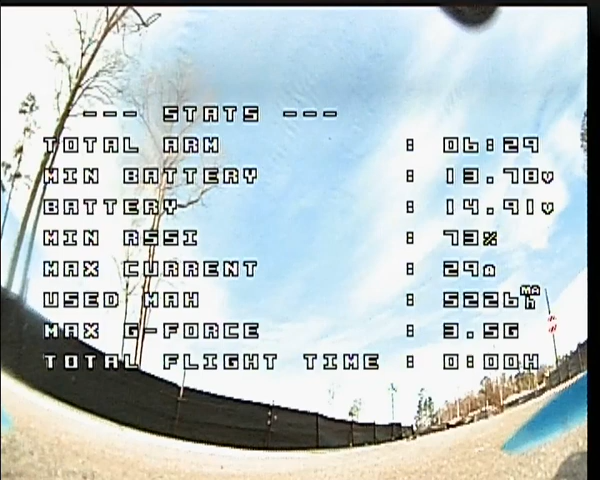 --- STATS ---
TOTAL ARM : 06:29
MIN BATTERY : 13.78V
BATTERY : 14.91V
MIN RSSI : 73%
MAX CURRENT : 29A
USED MAH : 5226MAH
MAX G-FORCE : 3.5G
TOTAL FLIGHT TIME : 0:00H